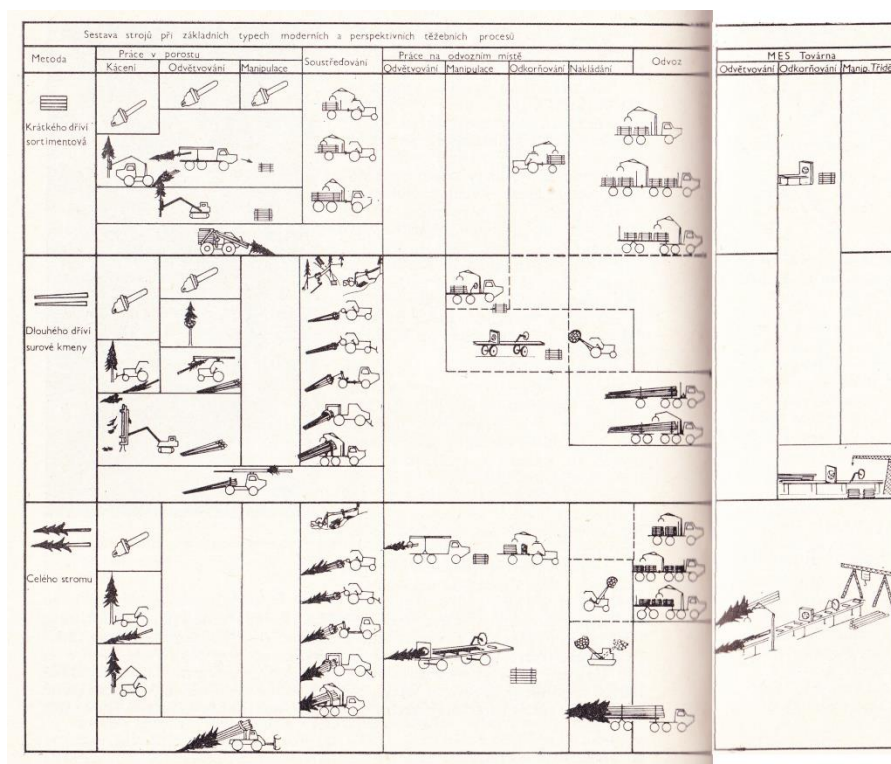 Sestava strojů při základních typech moderních a perspektivních těžebních procesů
Metoda
Práce v porostu
Kácení
Odvětvování
Manipulace
Soustřeďování
Práce na odvozním místě
Odvětvování
Manipulace
Odkorňování
Nakládání
Odvoz
MES Továrna
Odvětvování
Odkorňování
Manip. Třídě
Krátkého dříví
sortimentová
Dlouhého dříví
surové kmeny
Celého stromu